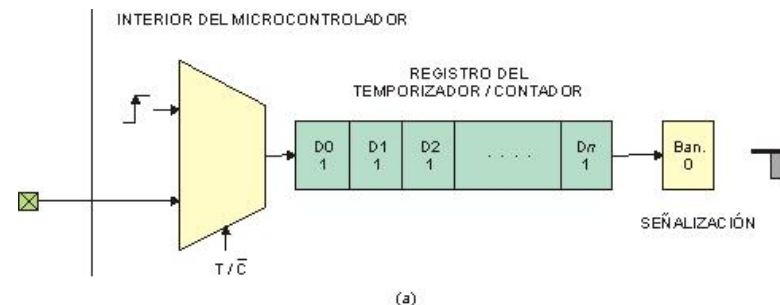 INTERIOR DEL MICROCONTROLADOR
REGISTRO DEL
TEMPORIZADOR / CONTADOR
D0 D1 D2 . . . . Dn Ban.
1 1 1 1 0
SEÑALIZACIÓN
T / C̅
(a)